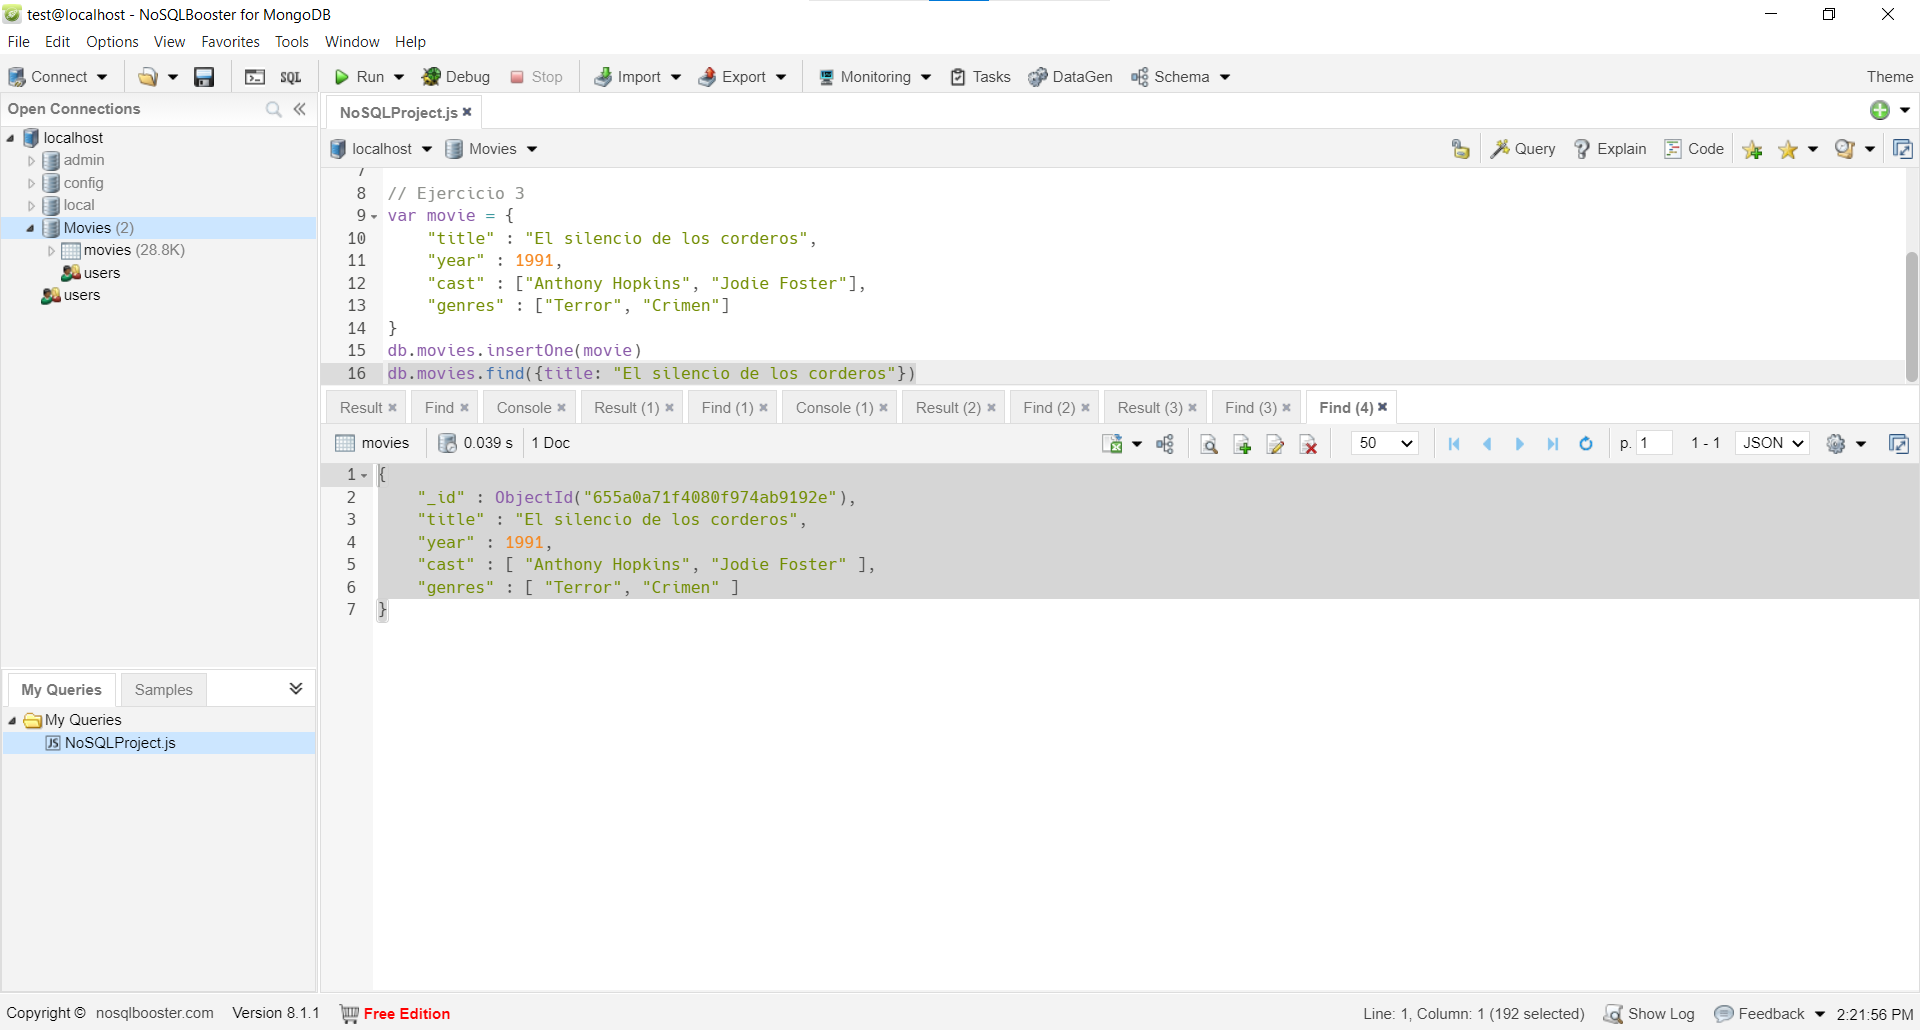 test@localhost - NoSQLBooster for MongoDB
File Edit Options View Favorites Tools Window Help
Connect SQL Run Debug Stop Import Export Monitoring Tasks DataGen Schema Theme
Open Connections
localhost
admin
config
local
Movies (2)
movies (28.8K)
users
users
NoSQLProject.js
localhost Movies Query Explain Code
7
8 // Ejercicio 3
9 var movie = {
10 "title" : "El silencio de los corderos",
11 "year" : 1991,
12 "cast" : ["Anthony Hopkins", "Jodie Foster"],
13 "genres" : ["Terror", "Crimen"]
14 }
15 db.movies.insertOne(movie)
16 db.movies.find({title: "El silencio de los corderos"})
Result Find Console Result (1) Find (1) Console (1) Result (2) Find (2) Result (3) Find (3) Find (4)
movies 0.039 s 1 Doc 50 p. 1 1 - 1 JSON
1 {
2 "_id" : ObjectId("655a0a71f4080f974ab9192e"),
3 "title" : "El silencio de los corderos",
4 "year" : 1991,
5 "cast" : [ "Anthony Hopkins", "Jodie Foster" ],
6 "genres" : [ "Terror", "Crimen" ]
7 }
My Queries Samples
My Queries
JS NoSQLProject.js
Copyright © nosqlbooster.com Version 8.1.1 Free Edition Line: 1, Column: 1 (192 selected) Show Log Feedback 2:21:56 PM